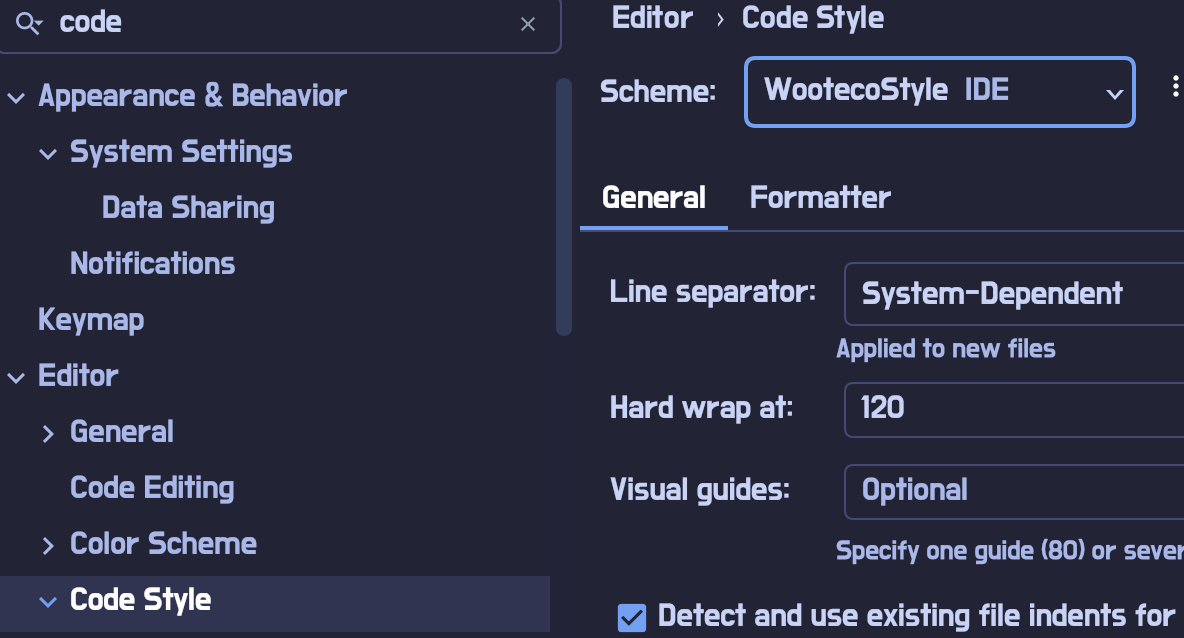 code
Appearance & Behavior
System Settings
Data Sharing
Notifications
Keymap
Editor
General
Code Editing
Color Scheme
Code Style
Editor › Code Style
Scheme: WootecoStyle IDE
General Formatter
Line separator: System-Dependent
Applied to new files
Hard wrap at: 120
Visual guides: Optional
Specify one guide (80) or sever
Detect and use existing file indents for